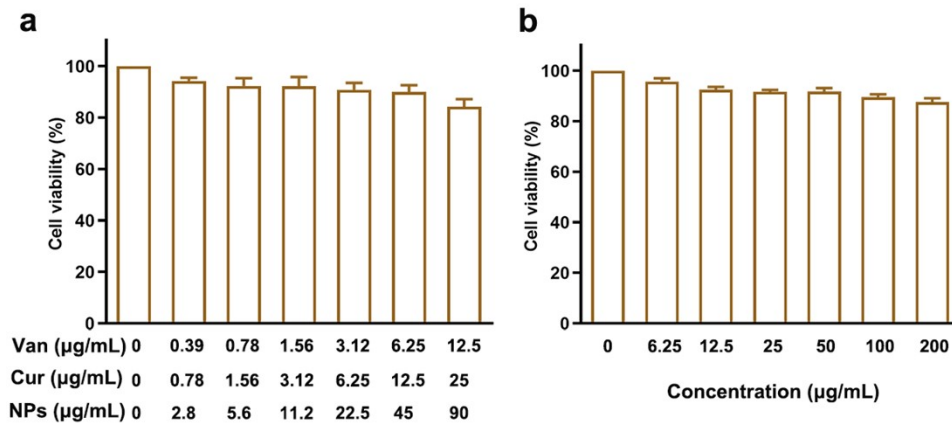 a
Cell viability (%)
100
80
60
40
20
0
Van (µg/mL) 0 0.39 0.78 1.56 3.12 6.25 12.5
Cur (µg/mL) 0 0.78 1.56 3.12 6.25 12.5 25
NPs (µg/mL) 0 2.8 5.6 11.2 22.5 45 90
b
Cell viability (%)
100
80
60
40
20
0
0 6.25 12.5 25 50 100 200
Concentration (µg/mL)